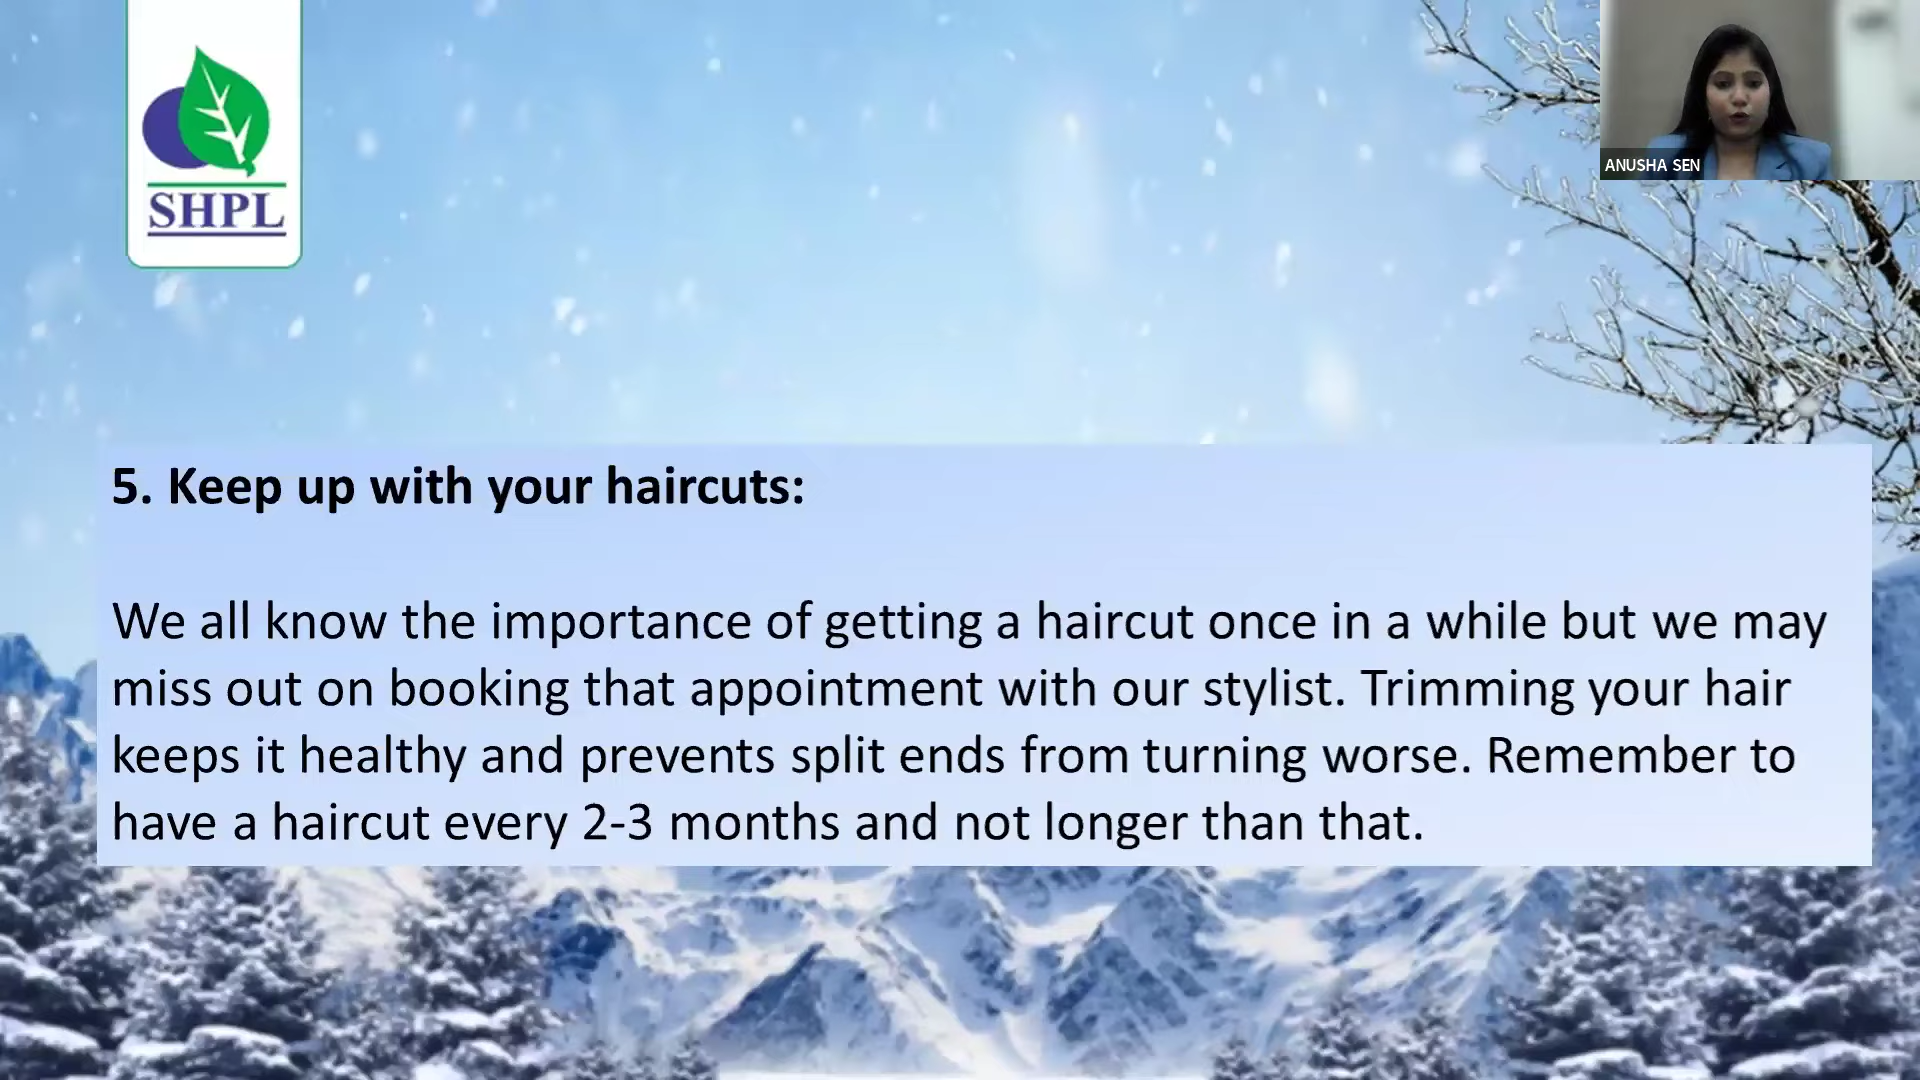 SHPL
ANUSHA SEN
5. Keep up with your haircuts:
We all know the importance of getting a haircut once in a while but we may
miss out on booking that appointment with our stylist. Trimming your hair
keeps it healthy and prevents split ends from turning worse. Remember to
have a haircut every 2-3 months and not longer than that.